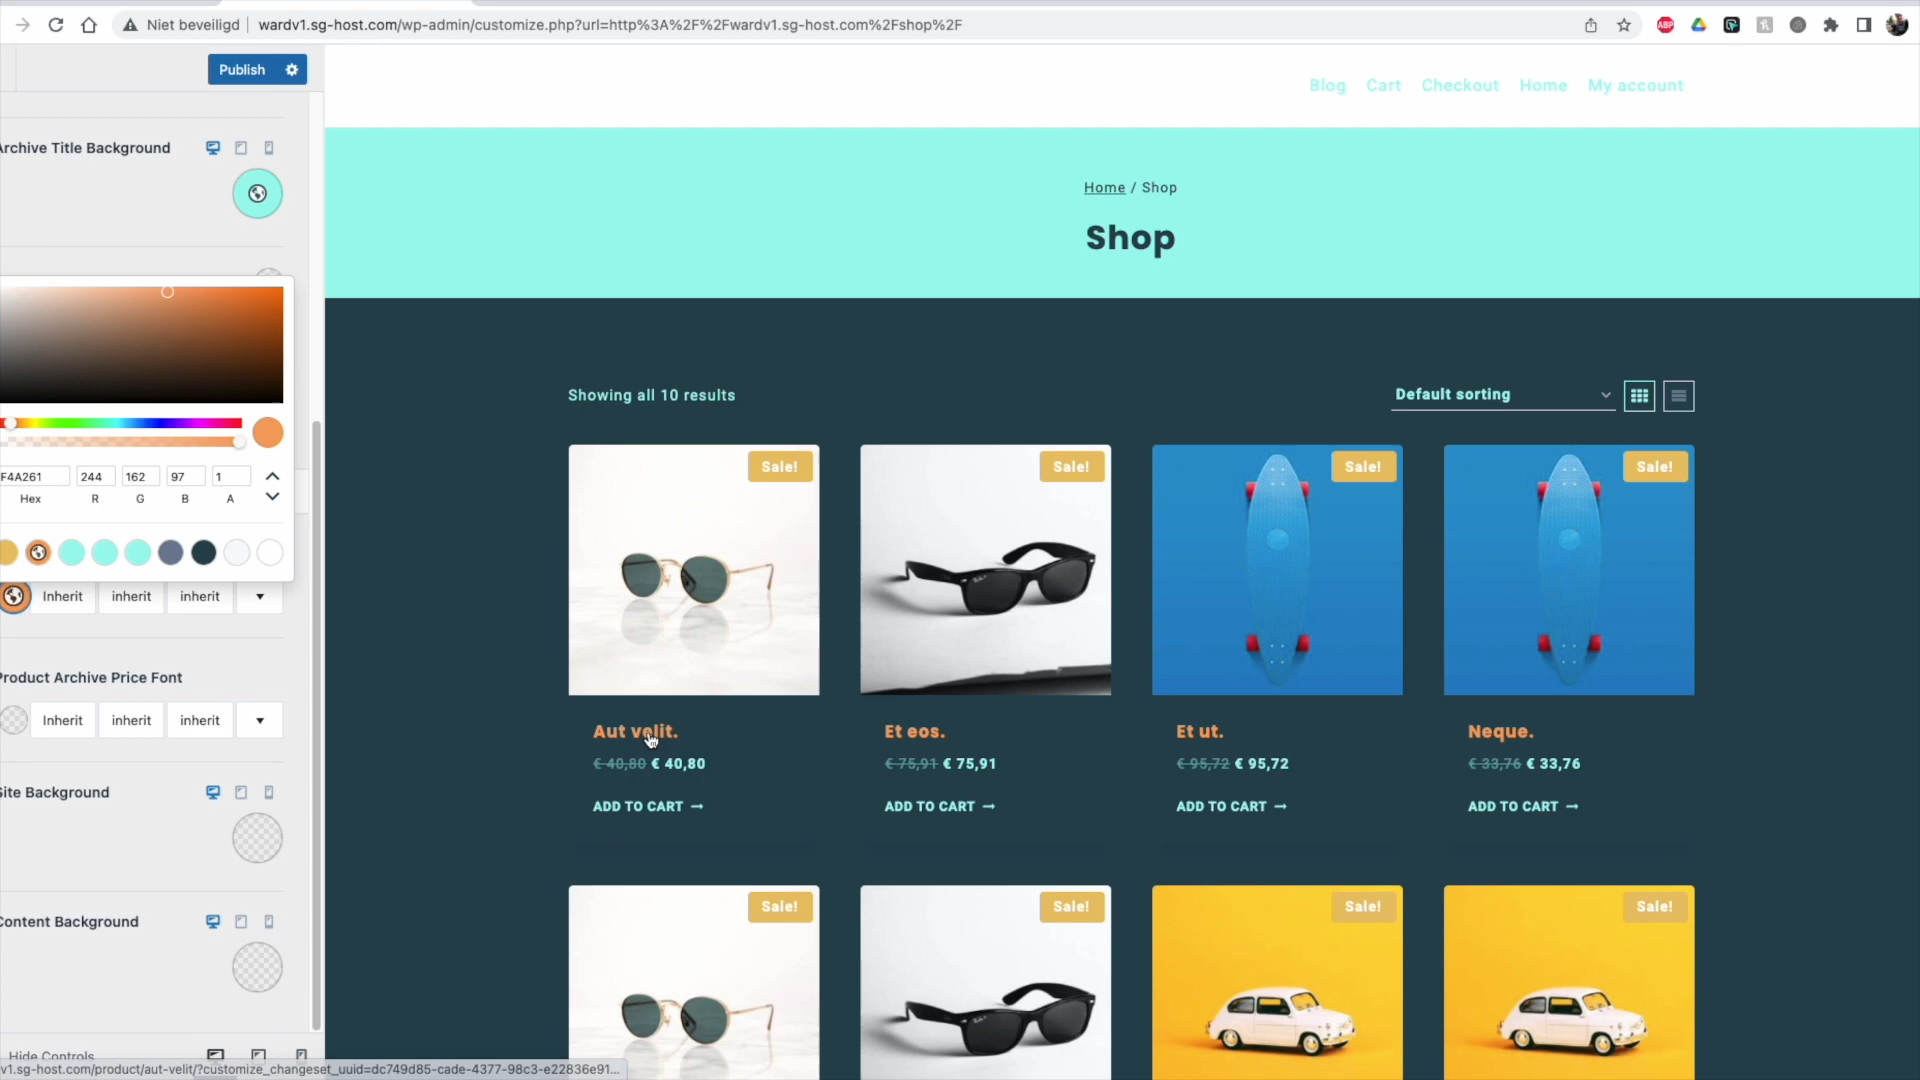 Niet beveiligd wardv1.sg-host.com/wp-admin/customize.php?url=http%3A%2F%2Fwardv1.sg-host.com%2Fshop%2F
ABP
Publish
Blog Cart Checkout Home My account
Archive Title Background
Home / Shop
Shop
F4A261 244 162 97 1
Hex R G B A
Inherit inherit inherit
Product Archive Price Font
Inherit inherit inherit
Site Background
Content Background
Hide Controls
v1.sg-host.com/product/aut-velit/?customize_changeset_uuid=dc749d85-cade-4377-98c3-e22836e91...
Showing all 10 results
Default sorting
Sale! Sale! Sale! Sale!
Aut velit. Et eos. Et ut. Neque.
€ 40,80 € 40,80 € 75,91 € 75,91 € 95,72 € 95,72 € 33,76 € 33,76
ADD TO CART → ADD TO CART → ADD TO CART → ADD TO CART →
Sale! Sale! Sale! Sale!